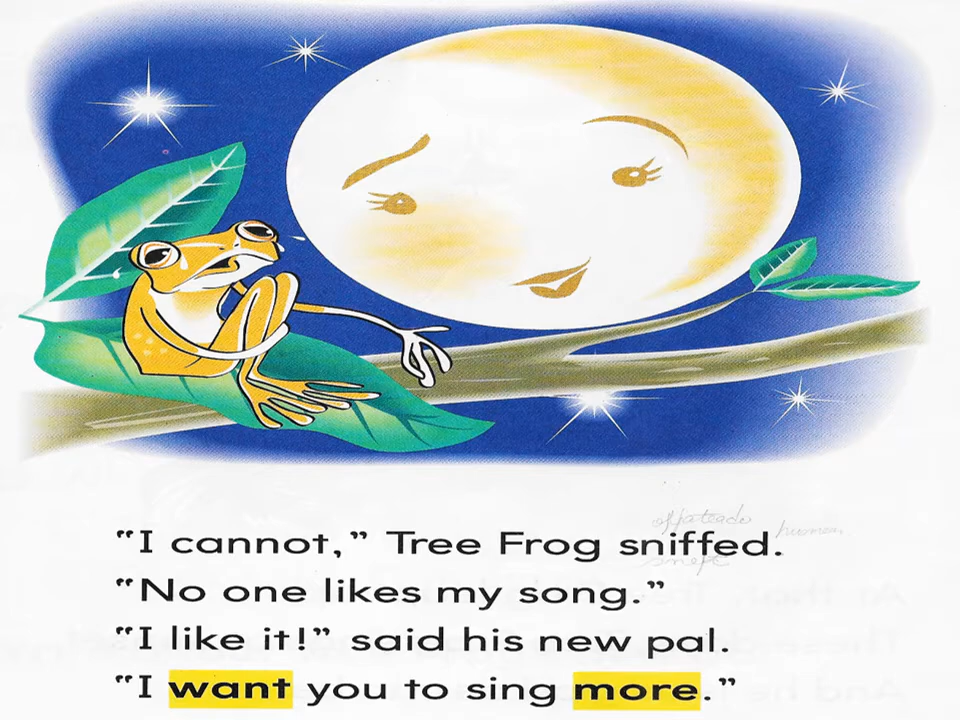 “I cannot,” Tree Frog sniffed.
“No one likes my song.”
“I like it!” said his new pal.
“I want you to sing more.”